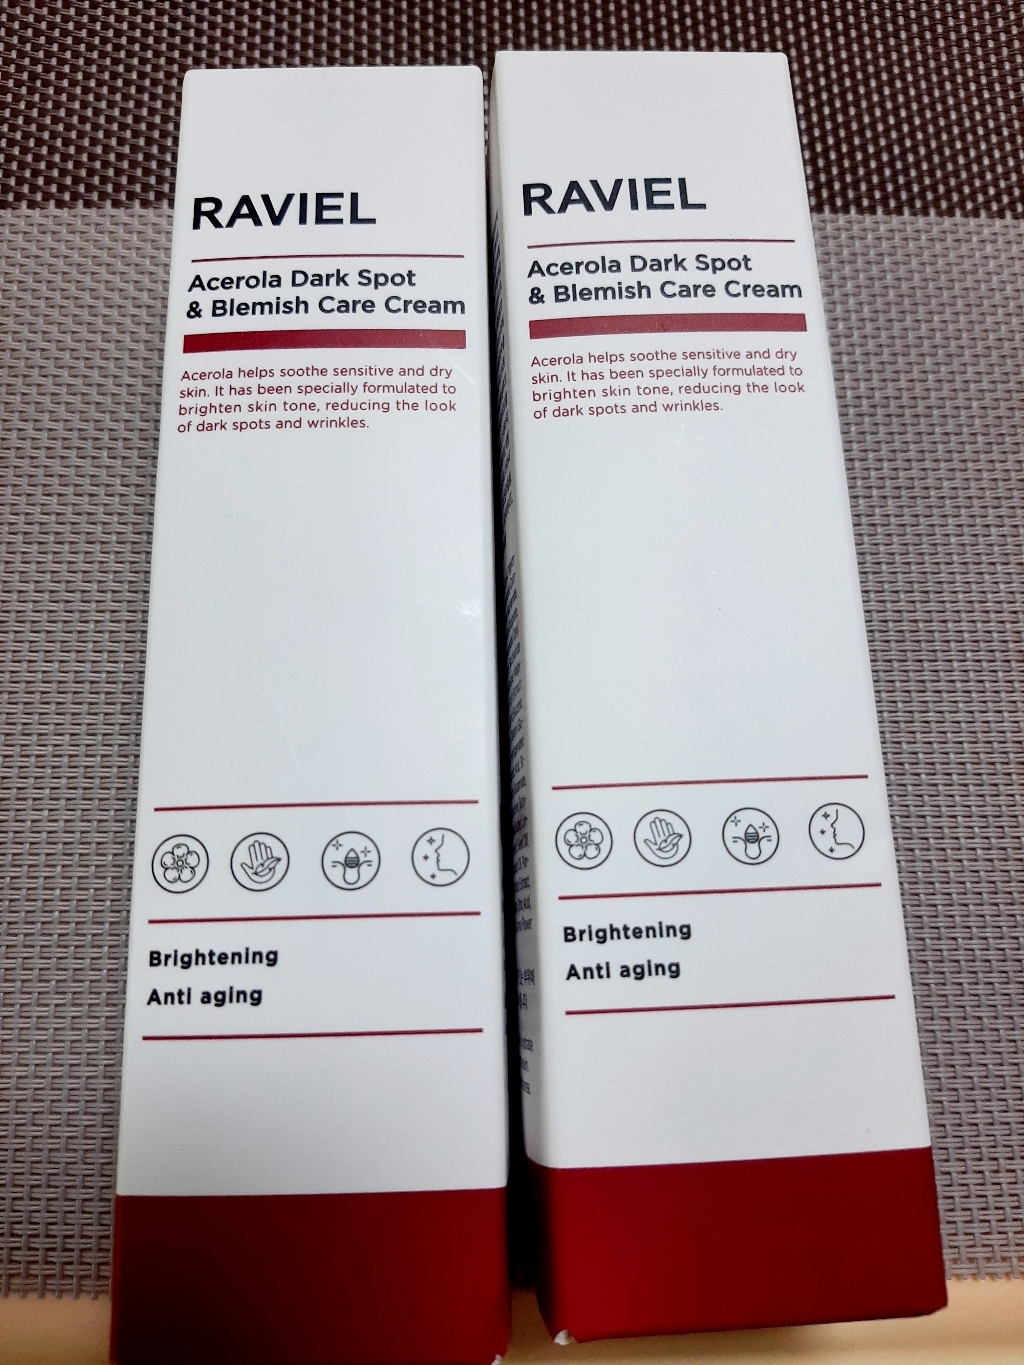 RAVIEL
Acerola Dark Spot
& Blemish Care Cream
Acerola helps soothe sensitive and dry
skin. It has been specially formulated to
brighten skin tone, reducing the look
of dark spots and wrinkles.
Brightening
Anti aging
RAVIEL
Acerola Dark Spot
& Blemish Care Cream
Acerola helps soothe sensitive and dry
skin. It has been specially formulated to
brighten skin tone, reducing the look
of dark spots and wrinkles.
Brightening
Anti aging